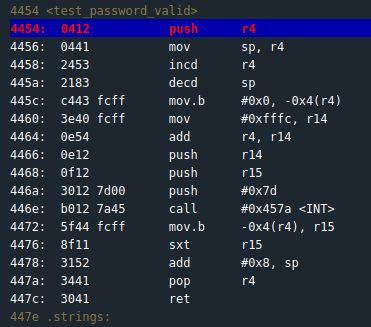 4454 <test_password_valid>
4454:  0412           push     r4
4456:  0441           mov      sp, r4
4458:  2453           incd     r4
445a:  2183           decd     sp
445c:  c443 fcff      mov.b    #0x0, -0x4(r4)
4460:  3e40 fcff      mov      #0xfffc, r14
4464:  0e54           add      r4, r14
4466:  0e12           push     r14
4468:  0f12           push     r15
446a:  3012 7d00      push     #0x7d
446e:  b012 7a45      call     #0x457a <INT>
4472:  5f44 fcff      mov.b    -0x4(r4), r15
4476:  8f11           sxt      r15
4478:  3152           add      #0x8, sp
447a:  3441           pop      r4
447c:  3041           ret
447e .strings: